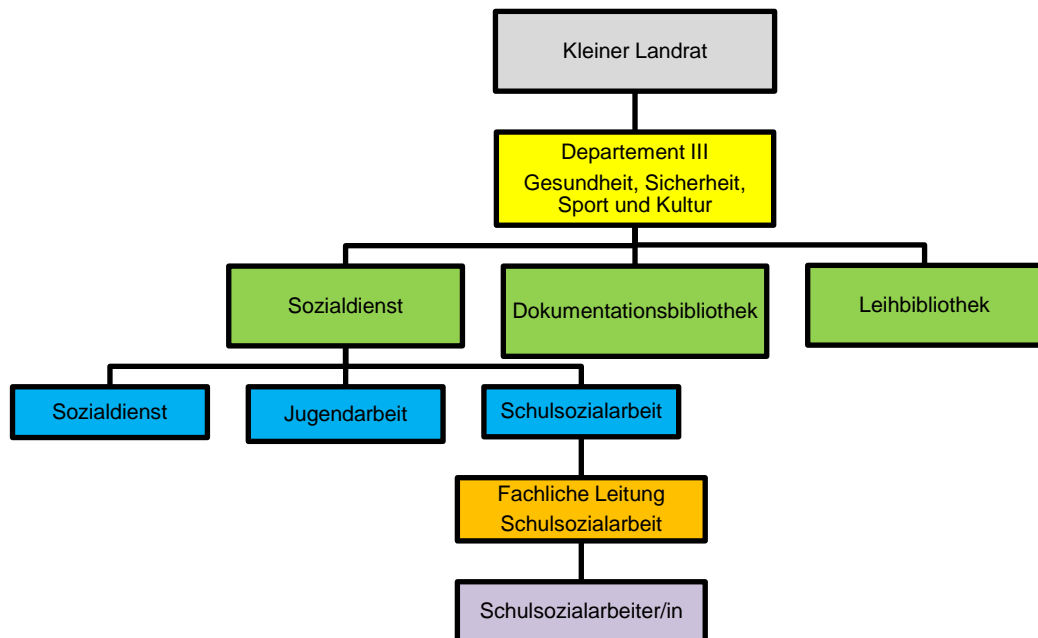 Kleiner Landrat
Departement III
Gesundheit, Sicherheit,
Sport und Kultur
Sozialdienst
Dokumentationsbibliothek
Leihbibliothek
Sozialdienst
Jugendarbeit
Schulsozialarbeit
Fachliche Leitung
Schulsozialarbeit
Schulsozialarbeiter/in